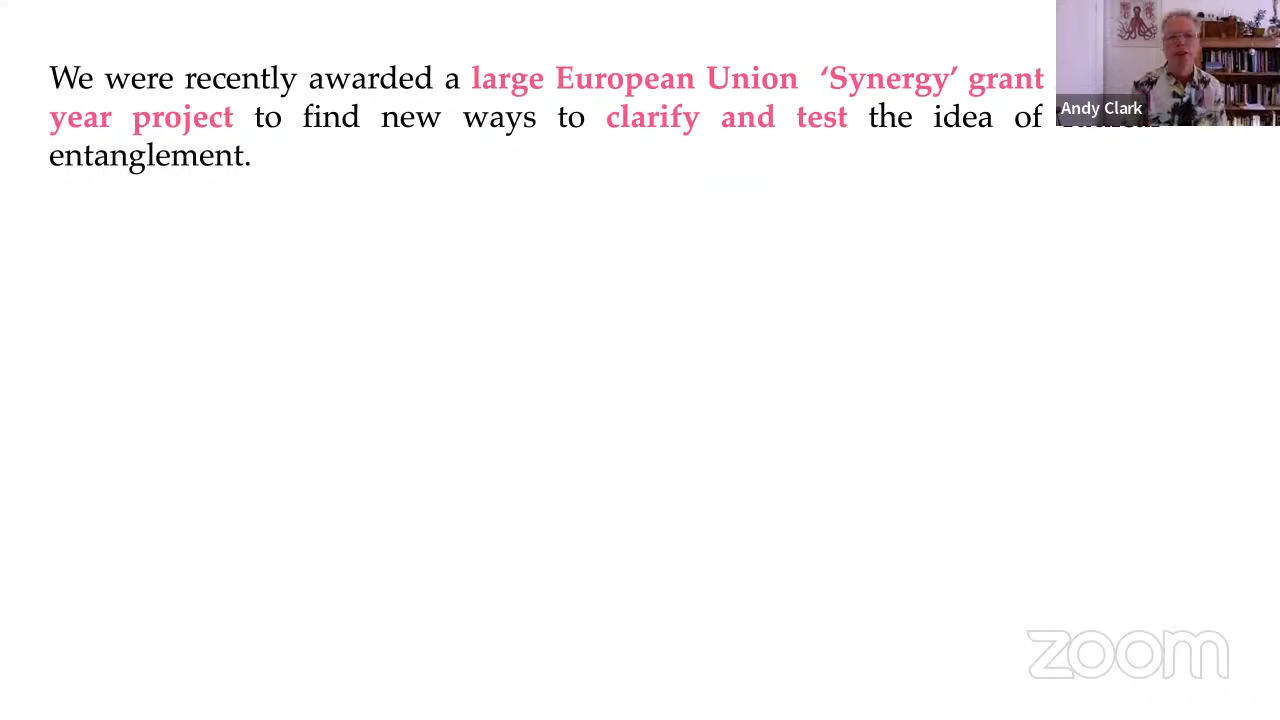 We were recently awarded a large European Union ‘Synergy’ grant
year project to find new ways to clarify and test the idea of
entanglement.
Andy Clark
zoom